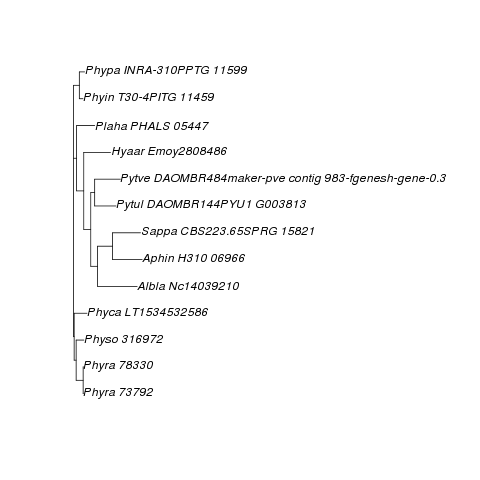 Phypa INRA-310PPTG 11599
Phyin T30-4PITG 11459
Plaha PHALS 05447
Hyaar Emoy2808486
Pytve DAOMBR484maker-pve contig 983-fgenesh-gene-0.3
Pytul DAOMBR144PYU1 G003813
Sappa CBS223.65SPRG 15821
Aphin H310 06966
Albla Nc14039210
Phyca LT1534532586
Physo 316972
Phyra 78330
Phyra 73792